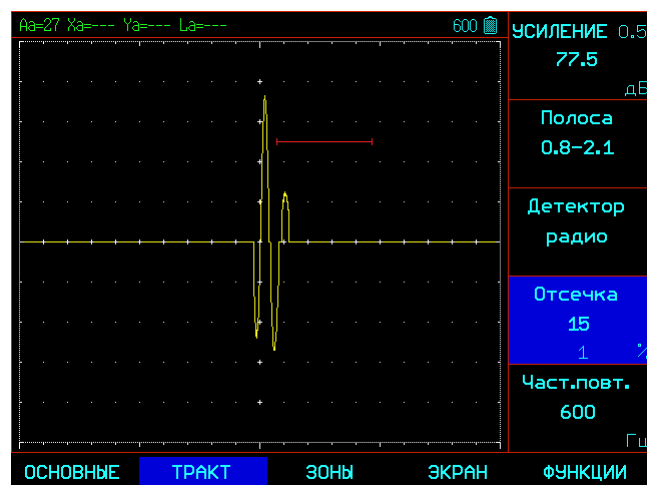 Aa=27 Xa=--- Ya=--- La=---
600
УСИЛЕНИЕ 0.5
77.5
дБ
Полоса
0.8-2.1
Детектор
радио
Отсечка
15
1 %
Част.повт.
600
Гц
ОСНОВНЫЕ ТРАКТ ЗОНЫ ЭКРАН ФУНКЦИИ